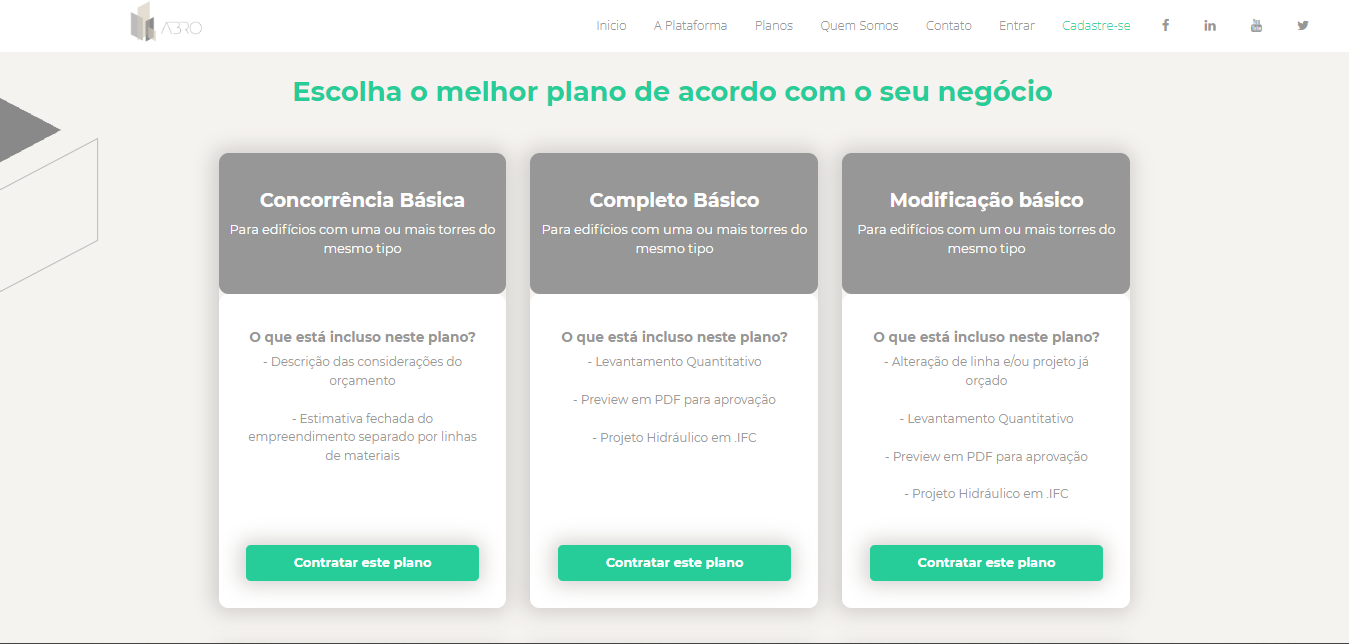 ABRO
Início
A Plataforma
Planos
Quem Somos
Contato
Entrar
Cadastre-se
Escolha o melhor plano de acordo com o seu negócio
Concorrência Básica
Para edifícios com uma ou mais torres do
mesmo tipo
O que está incluso neste plano?
- Descrição das considerações do
orçamento
- Estimativa fechada do
empreendimento separado por linhas
de materiais
Contratar este plano
Completo Básico
Para edifícios com uma ou mais torres do
mesmo tipo
O que está incluso neste plano?
- Levantamento Quantitativo
- Preview em PDF para aprovação
- Projeto Hidráulico em .IFC
Contratar este plano
Modificação básico
Para edifícios com um ou mais torres do
mesmo tipo
O que está incluso neste plano?
- Alteração de linha e/ou projeto já
orçado
- Levantamento Quantitativo
- Preview em PDF para aprovação
- Projeto Hidráulico em .IFC
Contratar este plano